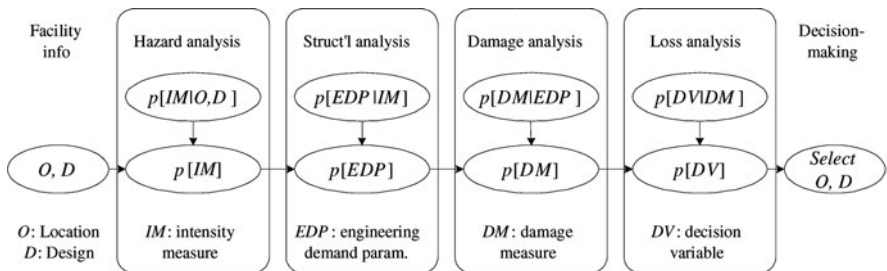 Facility info
Hazard analysis
Struct'l analysis
Damage analysis
Loss analysis
Decision-making
p[IM|O,D ]
p[EDP|IM]
p[DM|EDP]
p[DV|DM]
O, D
p[IM]
p[EDP]
p[DM]
p[DV]
Select
O, D
O: Location
D: Design
IM: intensity
measure
EDP: engineering
demand param.
DM: damage
measure
DV: decision
variable